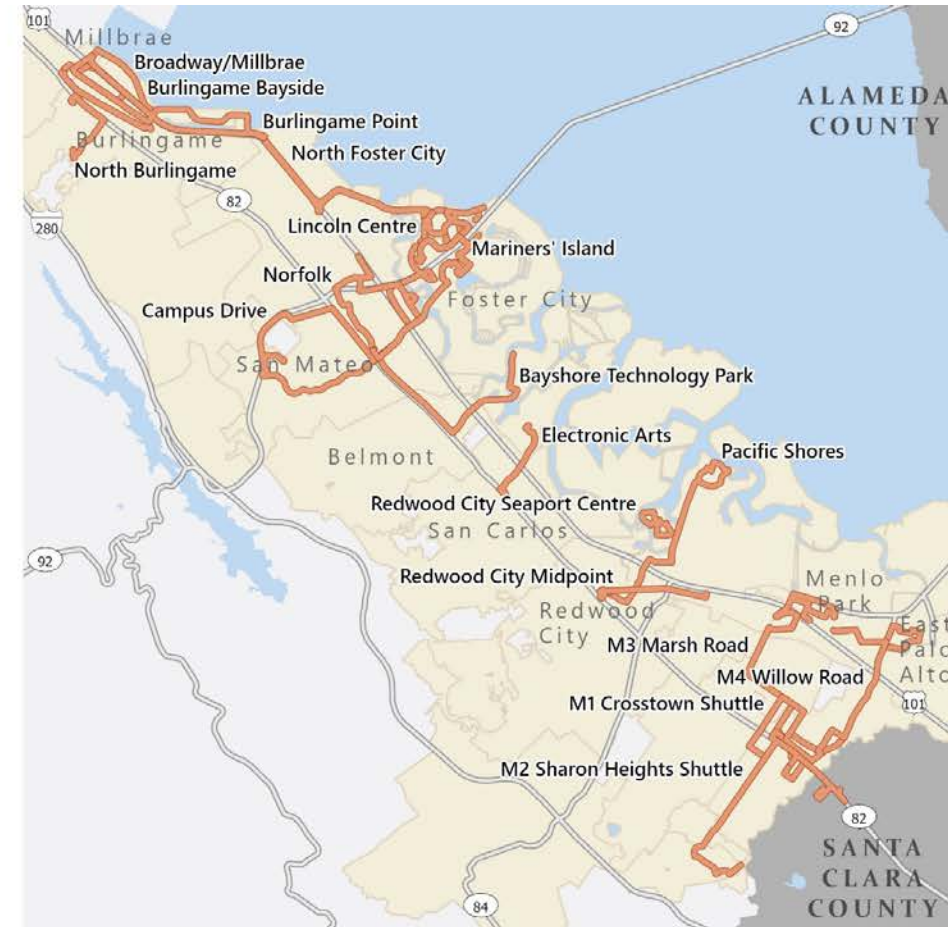 101
Millbrae
92
Broadway/Millbrae
Burlingame Bayside
ALAMEDA
COUNTY
Burlingame Point
Burlingame
North Foster City
North Burlingame
82
280
Lincoln Centre
Mariners' Island
Norfolk
Foster City
Campus Drive
San Mateo
Bayshore Technology Park
Electronic Arts
Belmont
Pacific Shores
Redwood City Seaport Centre
San Carlos
92
Redwood City Midpoint
Menlo
Park
Redwood
City
East
Palo
Alto
M3 Marsh Road
M4 Willow Road
101
M1 Crosstown Shuttle
M2 Sharon Heights Shuttle
82
SANTA
CLARA
COUNTY
84